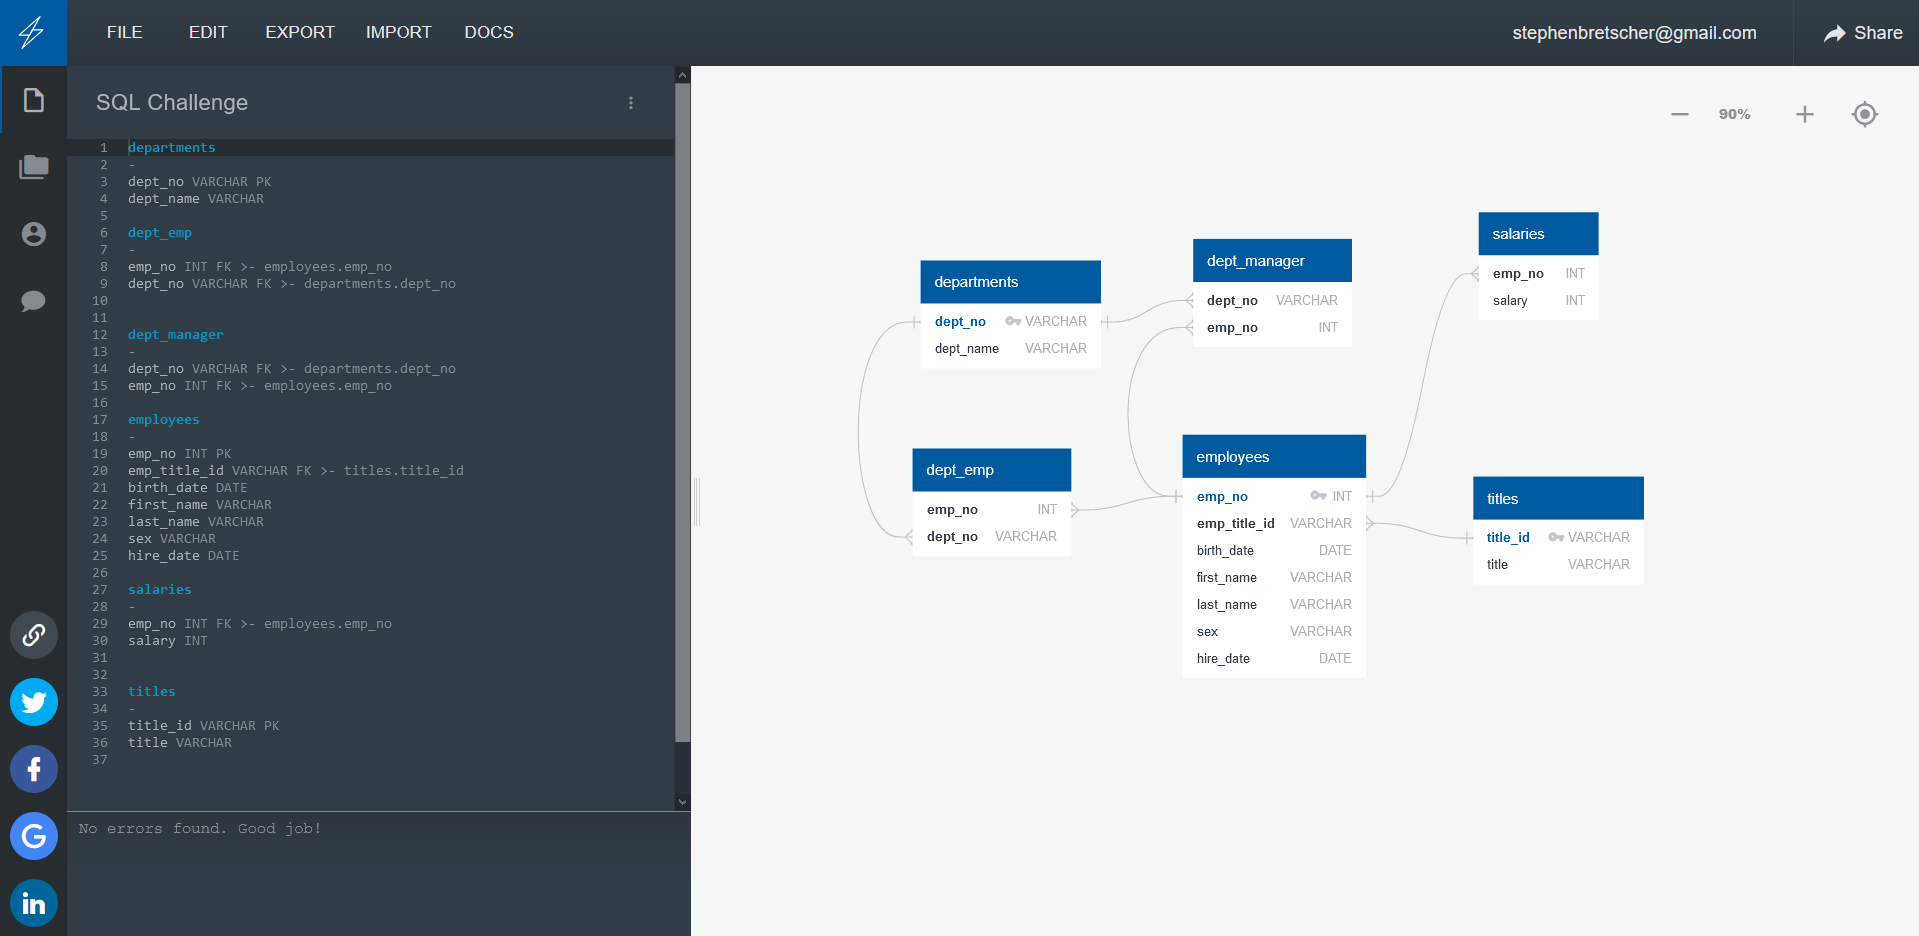 FILE EDIT EXPORT IMPORT DOCS
stephenbretscher@gmail.com
Share
SQL Challenge
1 departments
2 -
3 dept_no VARCHAR PK
4 dept_name VARCHAR
5
6 dept_emp
7 -
8 emp_no INT FK >- employees.emp_no
9 dept_no VARCHAR FK >- departments.dept_no
10
11
12 dept_manager
13 -
14 dept_no VARCHAR FK >- departments.dept_no
15 emp_no INT FK >- employees.emp_no
16
17 employees
18 -
19 emp_no INT PK
20 emp_title_id VARCHAR FK >- titles.title_id
21 birth_date DATE
22 first_name VARCHAR
23 last_name VARCHAR
24 sex VARCHAR
25 hire_date DATE
26
27 salaries
28 -
29 emp_no INT FK >- employees.emp_no
30 salary INT
31
32
33 titles
34 -
35 title_id VARCHAR PK
36 title VARCHAR
37
No errors found. Good job!
90%
departments
dept_no VARCHAR
dept_name VARCHAR
dept_manager
dept_no VARCHAR
emp_no INT
salaries
emp_no INT
salary INT
dept_emp
emp_no INT
dept_no VARCHAR
employees
emp_no INT
emp_title_id VARCHAR
birth_date DATE
first_name VARCHAR
last_name VARCHAR
sex VARCHAR
hire_date DATE
titles
title_id VARCHAR
title VARCHAR